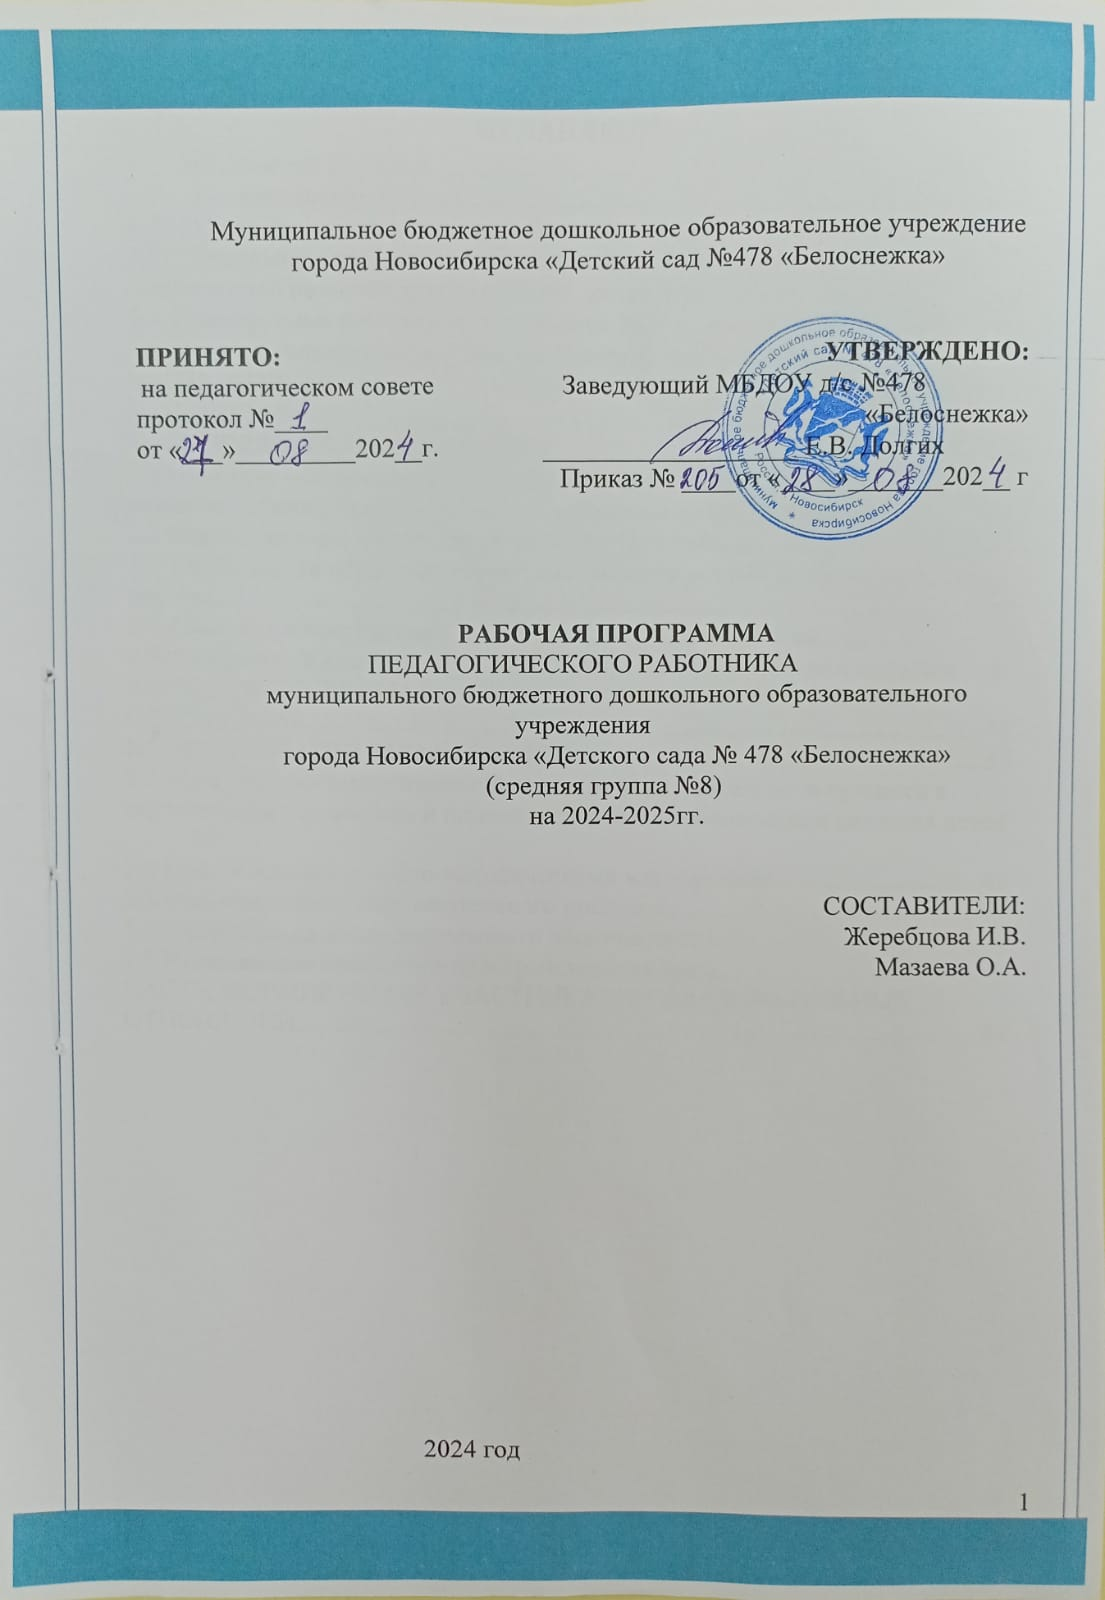 Муниципальное бюджетное дошкольное образовательное учреждение
города Новосибирска «Детский сад №478 «Белоснежка»
ПРИНЯТО:
на педагогическом совете
протокол № 1
от «27» 08 2024 г.
УТВЕРЖДЕНО:
Заведующий МБДОУ д/с №478
«Белоснежка»
Е.В. Долгих
Приказ № 205 от «28» 08 2024 г
РАБОЧАЯ ПРОГРАММА
ПЕДАГОГИЧЕСКОГО РАБОТНИКА
муниципального бюджетного дошкольного образовательного
учреждения
города Новосибирска «Детского сада № 478 «Белоснежка»
(средняя группа №8)
на 2024-2025гг.
СОСТАВИТЕЛИ:
Жеребцова И.В.
Мазаева О.А.
2024 год
1